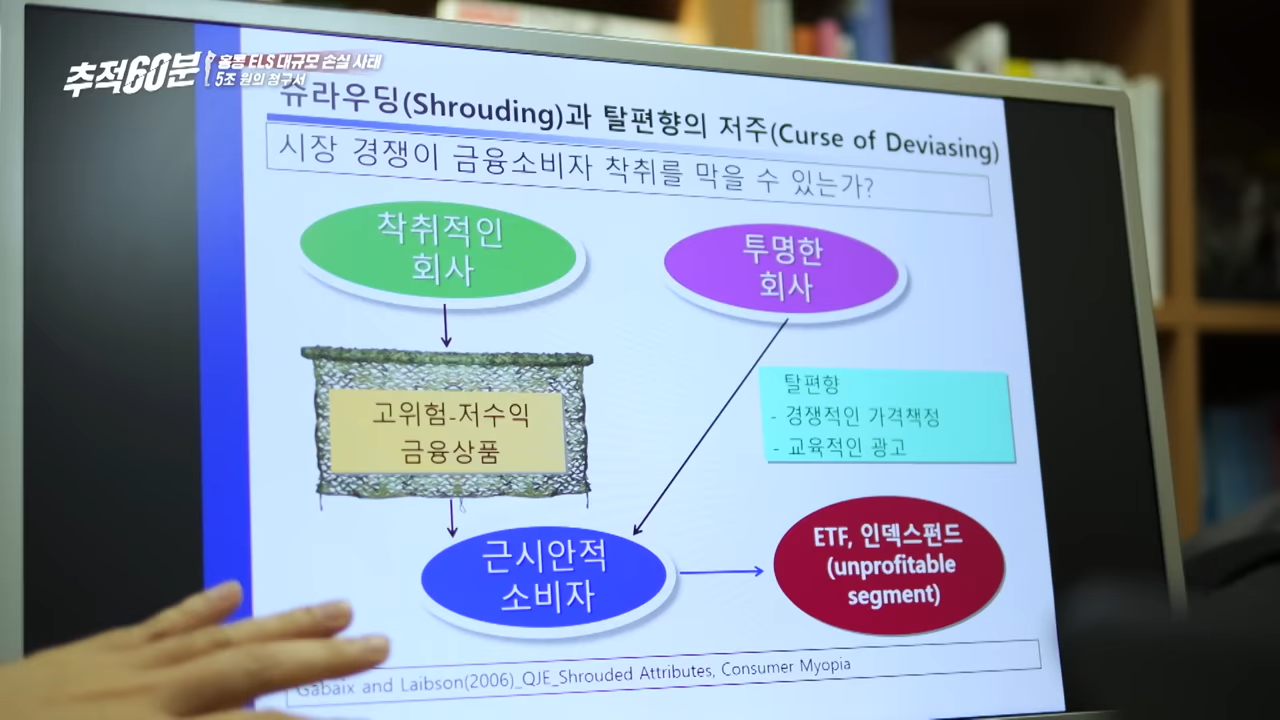 추적60분
홍콩 ELS 대규모 손실 사태
5조 원의 청구서
슈라우딩(Shrouding)과 탈편향의 저주(Curse of Deviasing)
시장 경쟁이 금융소비자 착취를 막을 수 있는가?
착취적인
회사
투명한
회사
고위험-저수익
금융상품
탈편향
- 경쟁적인 가격책정
- 교육적인 광고
근시안적
소비자
ETF, 인덱스펀드
(unprofitable
segment)
Gabaix and Laibson(2006)_QJE_Shrouded Attributes, Consumer Myopia